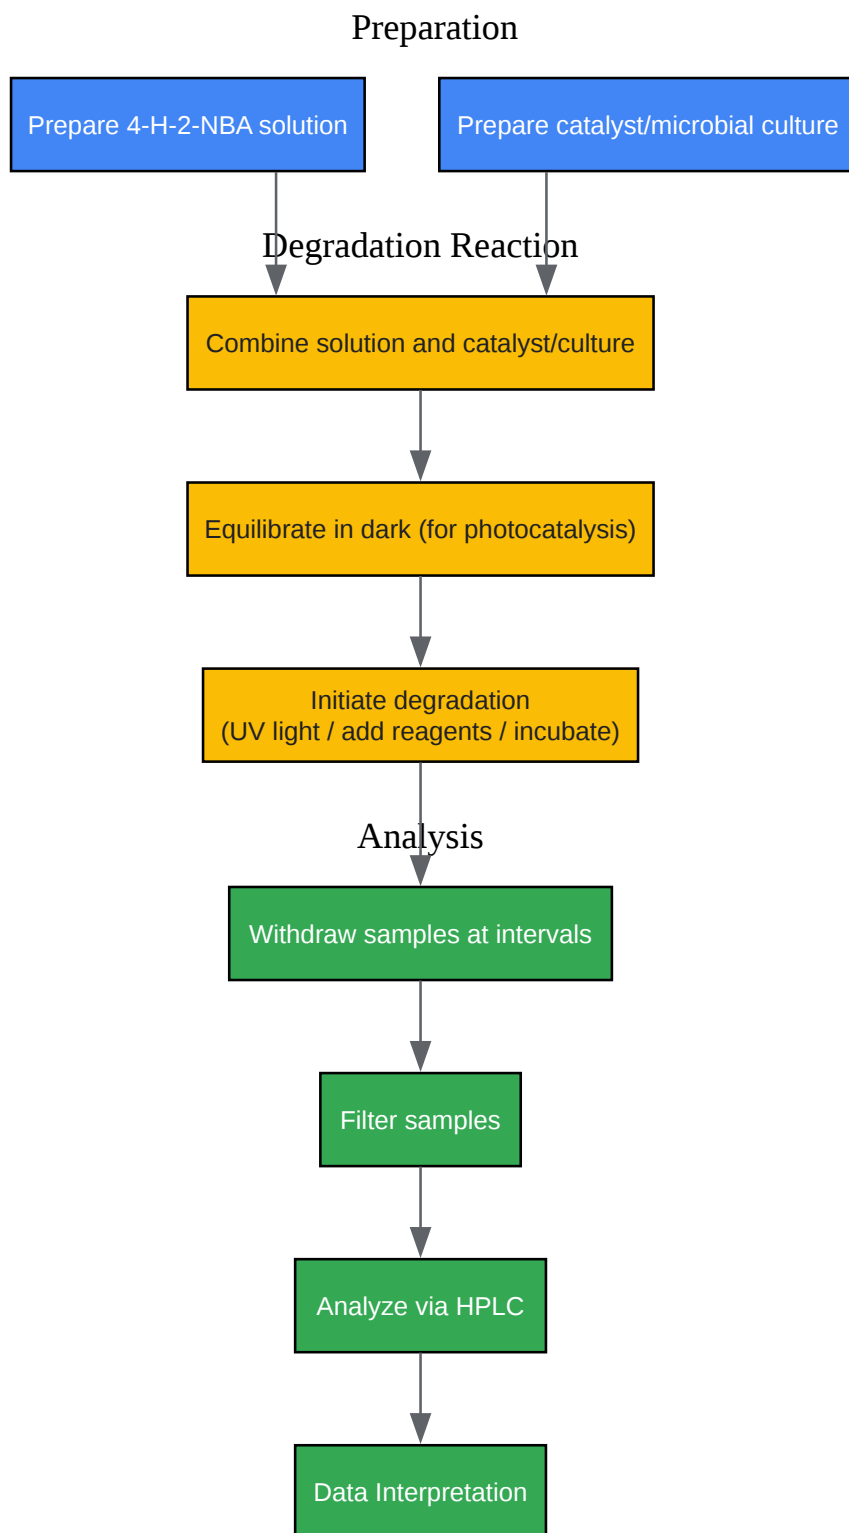 Preparation
Prepare 4-H-2-NBA solution
Prepare catalyst/microbial culture
Degradation Reaction
Combine solution and catalyst/culture
Equilibrate in dark (for photocatalysis)
Initiate degradation
(UV light / add reagents / incubate)
Analysis
Withdraw samples at intervals
Filter samples
Analyze via HPLC
Data Interpretation